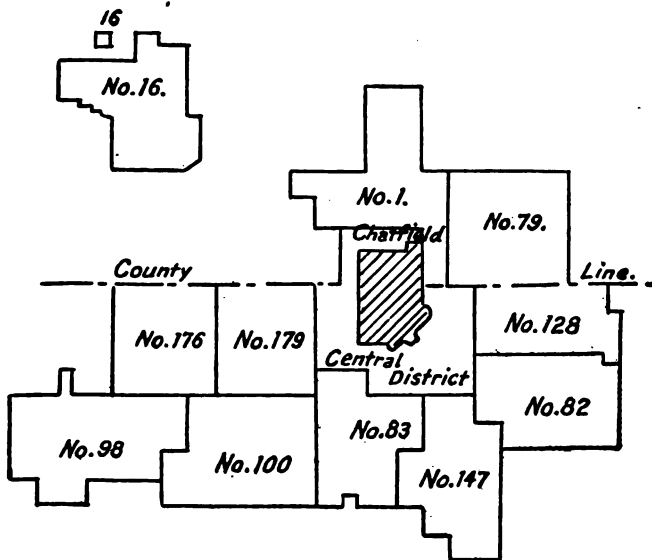 16
No.16.
No.1.
No.79.
Chatfield
County
Line.
No.176
No.179
No.128
Central
District
No.82
No.98
No.100
No.83
No.147